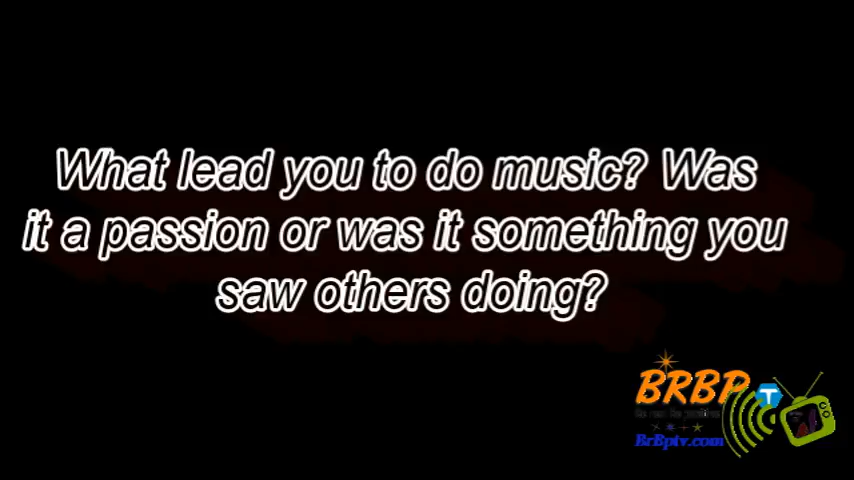 What lead you to do music? Was
it a passion or was it something you
saw others doing?
BRBP
T
BrBptv.com